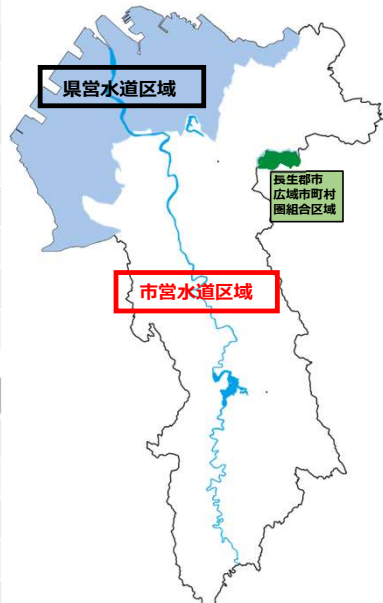 県営水道区域
長生郡市
広域市町村
圏組合区域
市営水道区域